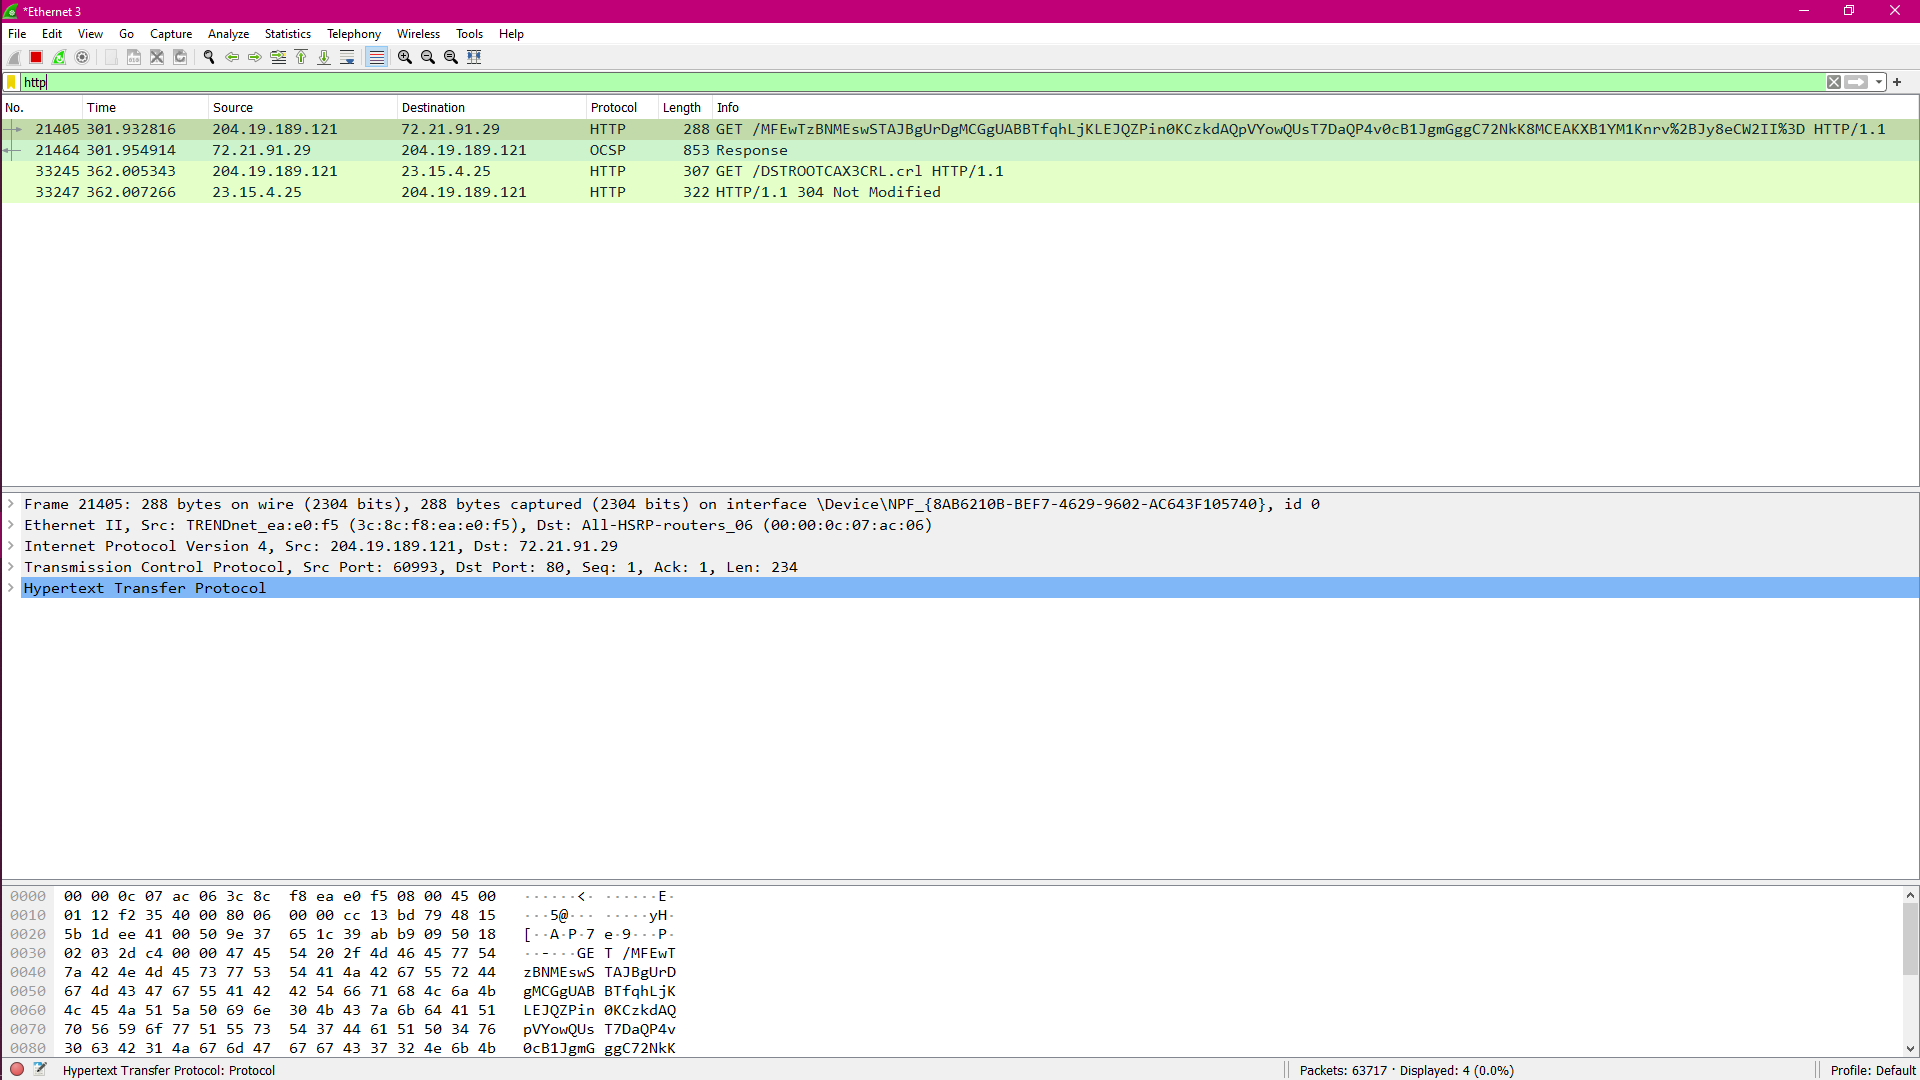 *Ethernet 3
File Edit View Go Capture Analyze Statistics Telephony Wireless Tools Help
http
No. Time Source Destination Protocol Length Info
21405 301.932816 204.19.189.121 72.21.91.29 HTTP 288 GET /MFEwTzBNMEswSTAJBgUrDgMCGgUABBTfqhLjKLEJQZPin0KCzkdAQpVYowQUsT7DaQP4v0cB1JgmGggC72NkK8MCEAKXB1YM1Knrv%2BJy8eCW2II%3D HTTP/1.1
21464 301.954914 72.21.91.29 204.19.189.121 OCSP 853 Response
33245 362.005343 204.19.189.121 23.15.4.25 HTTP 307 GET /DSTROOTCAX3CRL.crl HTTP/1.1
33247 362.007266 23.15.4.25 204.19.189.121 HTTP 322 HTTP/1.1 304 Not Modified
Frame 21405: 288 bytes on wire (2304 bits), 288 bytes captured (2304 bits) on interface \Device\NPF_{8AB6210B-BEF7-4629-9602-AC643F105740}, id 0
Ethernet II, Src: TRENDnet_ea:e0:f5 (3c:8c:f8:ea:e0:f5), Dst: All-HSRP-routers_06 (00:00:0c:07:ac:06)
Internet Protocol Version 4, Src: 204.19.189.121, Dst: 72.21.91.29
Transmission Control Protocol, Src Port: 60993, Dst Port: 80, Seq: 1, Ack: 1, Len: 234
Hypertext Transfer Protocol
0000 00 00 0c 07 ac 06 3c 8c f8 ea e0 f5 08 00 45 00 ······<· ······E·
0010 01 12 f2 35 40 00 80 06 00 00 cc 13 bd 79 48 15 ···5@··· ·····yH·
0020 5b 1d ee 41 00 50 9e 37 65 1c 39 ab b9 09 50 18 [··A·P·7 e·9···P·
0030 02 03 2d c4 00 00 47 45 54 20 2f 4d 46 45 77 54 ··-···GE T /MFEwT
0040 7a 42 4e 4d 45 73 77 53 54 41 4a 42 67 55 72 44 zBNMEswS TAJBgUrD
0050 67 4d 43 47 67 55 41 42 42 54 66 71 68 4c 6a 4b gMCGgUAB BTfqhLjK
0060 4c 45 4a 51 5a 50 69 6e 30 4b 43 7a 6b 64 41 51 LEJQZPin 0KCzkdAQ
0070 70 56 59 6f 77 51 55 73 54 37 44 61 51 50 34 76 pVYowQUs T7DaQP4v
0080 30 63 42 31 4a 67 6d 47 67 67 43 37 32 4e 6b 4b 0cB1JgmG ggC72NkK
Hypertext Transfer Protocol: Protocol
Packets: 63717 · Displayed: 4 (0.0%)
Profile: Default